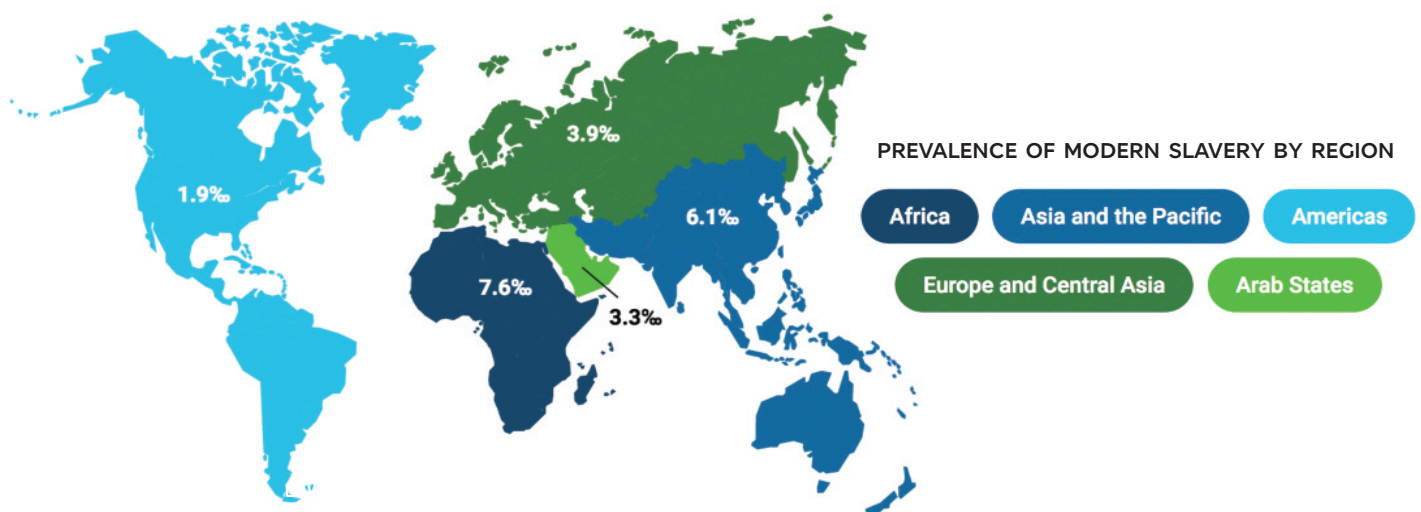 3.9‰
PREVALENCE OF MODERN SLAVERY BY REGION
1.9‰
6.1‰
Africa
Asia and the Pacific
Americas
7.6‰
Europe and Central Asia
Arab States
3.3‰